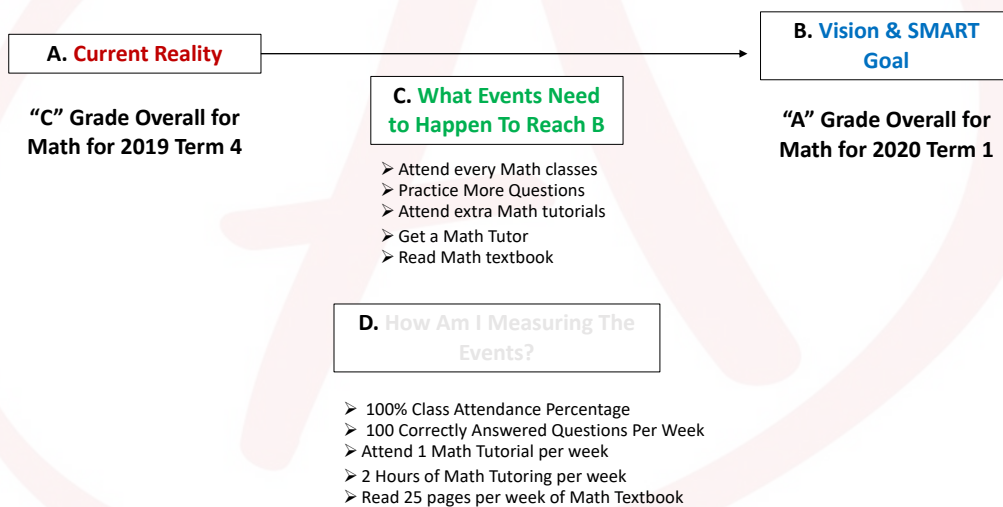 A. Current Reality
B. Vision & SMART
Goal
"C" Grade Overall for
Math for 2019 Term 4
C. What Events Need
to Happen To Reach B
"A" Grade Overall for
Math for 2020 Term 1
➢ Attend every Math classes
➢ Practice More Questions
➢ Attend extra Math tutorials
➢ Get a Math Tutor
➢ Read Math textbook
D. How Am I Measuring The
Events?
➢ 100% Class Attendance Percentage
➢ 100 Correctly Answered Questions Per Week
➢ Attend 1 Math Tutorial per week
➢ 2 Hours of Math Tutoring per week
➢ Read 25 pages per week of Math Textbook